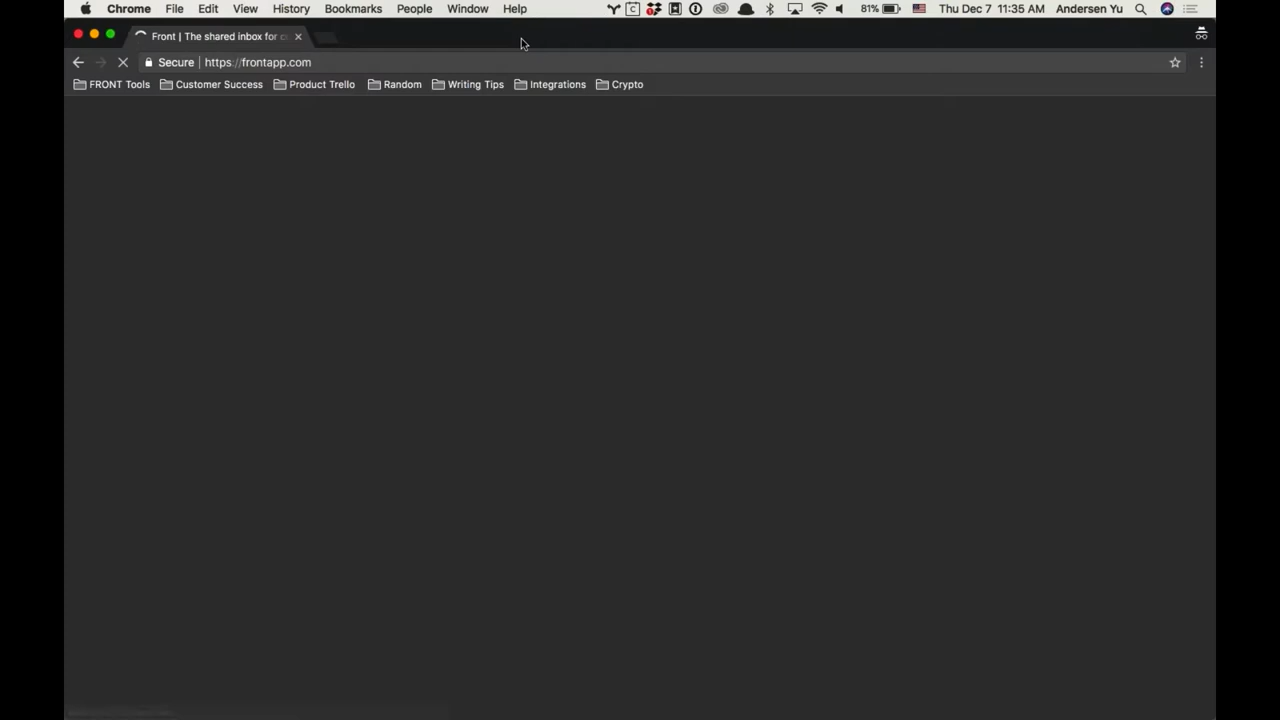 Chrome File Edit View History Bookmarks People Window Help 81% Thu Dec 7 11:35 AM Andersen Yu
Front | The shared inbox for
Secure | https://frontapp.com
FRONT Tools Customer Success Product Trello Random Writing Tips Integrations Crypto